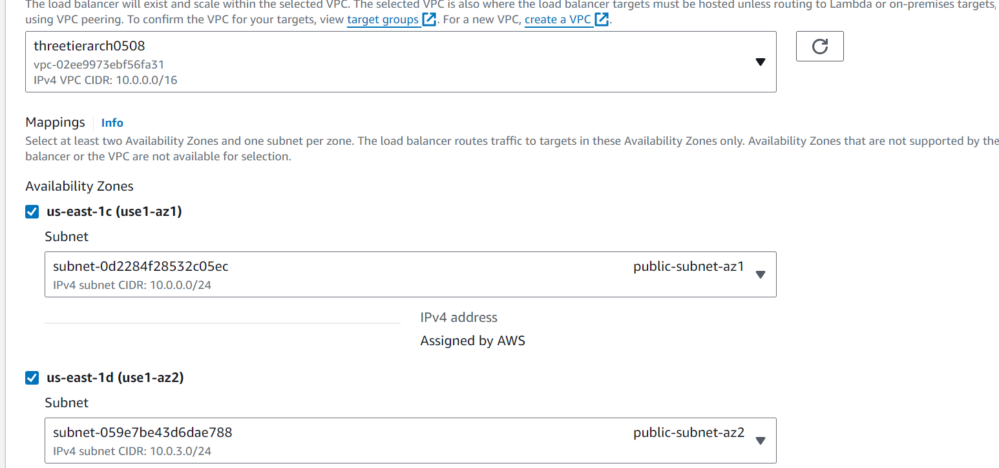 The load balancer will exist and scale within the selected VPC. The selected VPC is also where the load balancer targets must be hosted unless routing to Lambda or on-premises targets,
using VPC peering. To confirm the VPC for your targets, view target groups. For a new VPC, create a VPC.
threetierarch0508
vpc-02ee9973ebf56fa31
IPv4 VPC CIDR: 10.0.0.0/16
Mappings Info
Select at least two Availability Zones and one subnet per zone. The load balancer routes traffic to targets in these Availability Zones only. Availability Zones that are not supported by the
balancer or the VPC are not available for selection.
Availability Zones
us-east-1c (use1-az1)
Subnet
subnet-0d2284f28532c05ec public-subnet-az1
IPv4 subnet CIDR: 10.0.0.0/24
IPv4 address
Assigned by AWS
us-east-1d (use1-az2)
Subnet
subnet-059e7be43d6dae788 public-subnet-az2
IPv4 subnet CIDR: 10.0.3.0/24